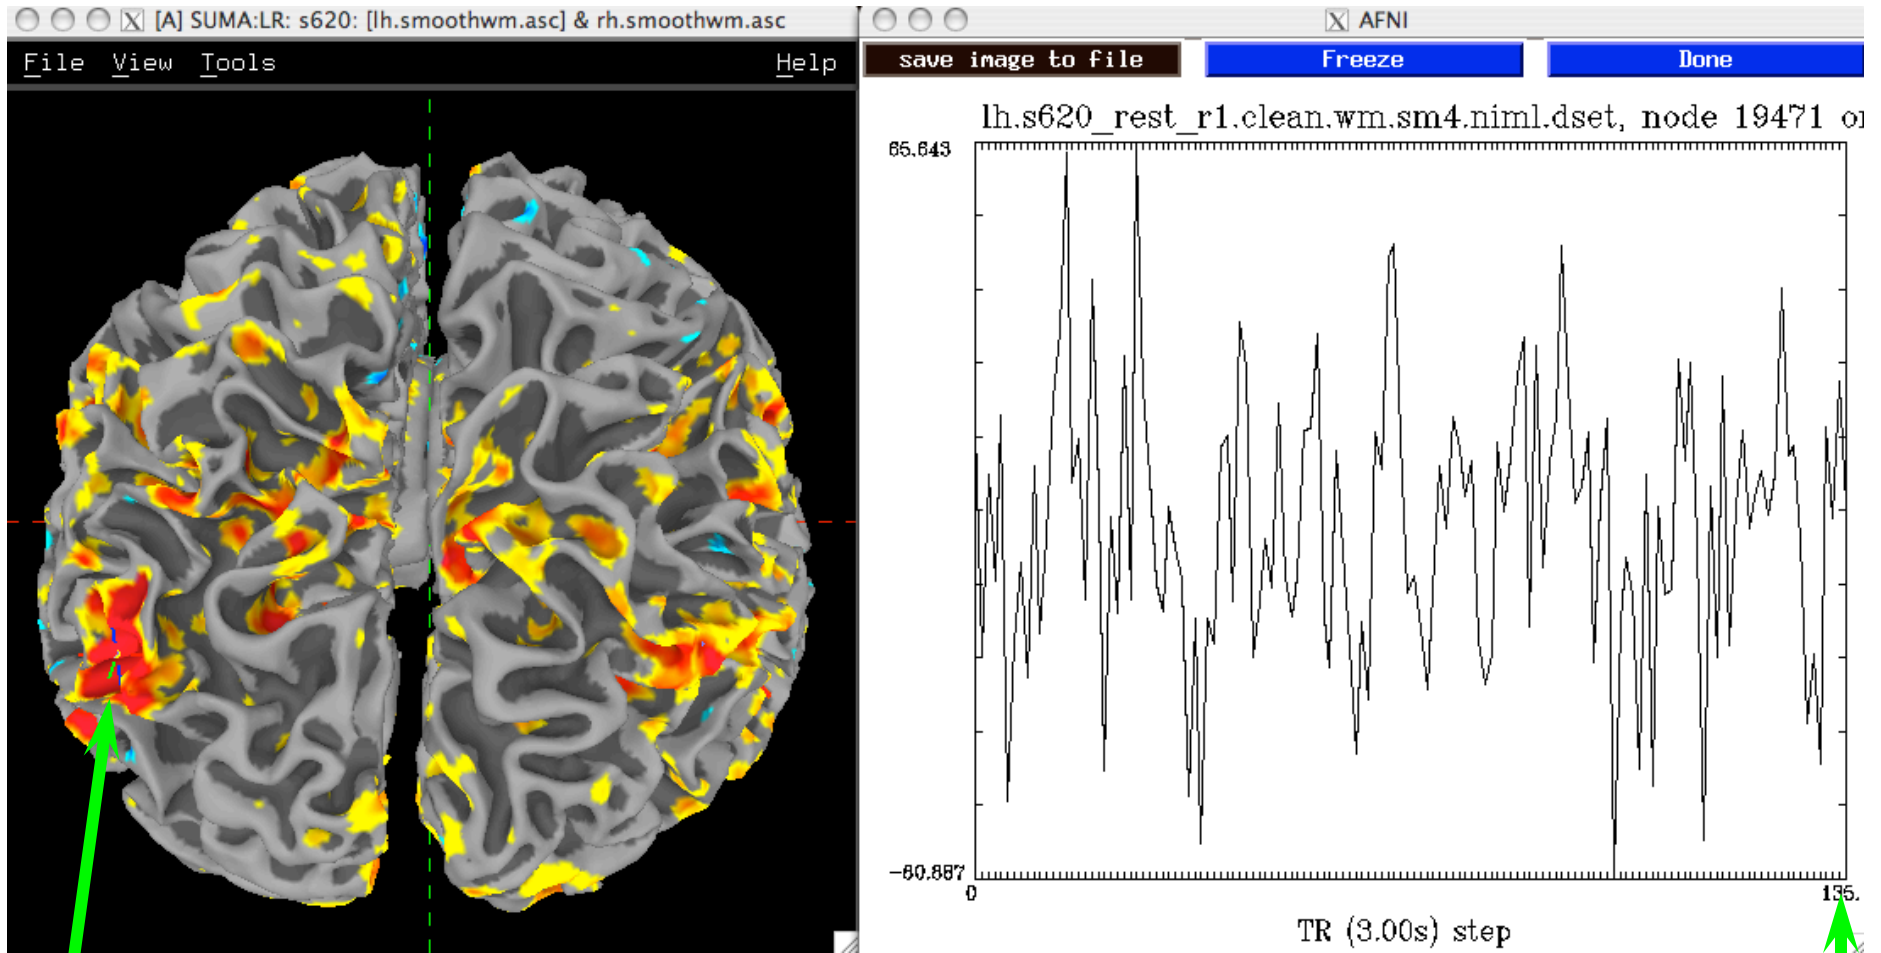 [A] SUMA:LR: s620: [lh.smoothwm.asc] & rh.smoothwm.asc
File View Tools Help
AFNI
save image to file Freeze Done
lh.s620_rest_r1.clean.wm.sm4.niml.dset, node 19471 or
65.643
-80.887
0 135.
TR (3.00s) step